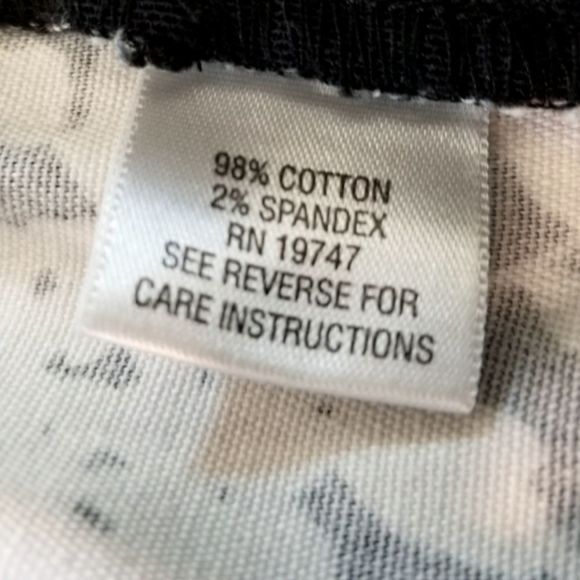 98% COTTON
2% SPANDEX
RN 19747
SEE REVERSE FOR
CARE INSTRUCTIONS